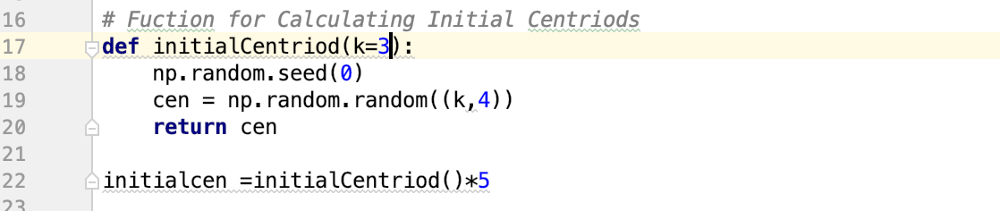 16 # Fuction for Calculating Initial Centriods
17 def initialCentriod(k=3):
18 np.random.seed(0)
19 cen = np.random.random((k,4))
20 return cen
21
22 initialcen =initialCentriod()*5
23